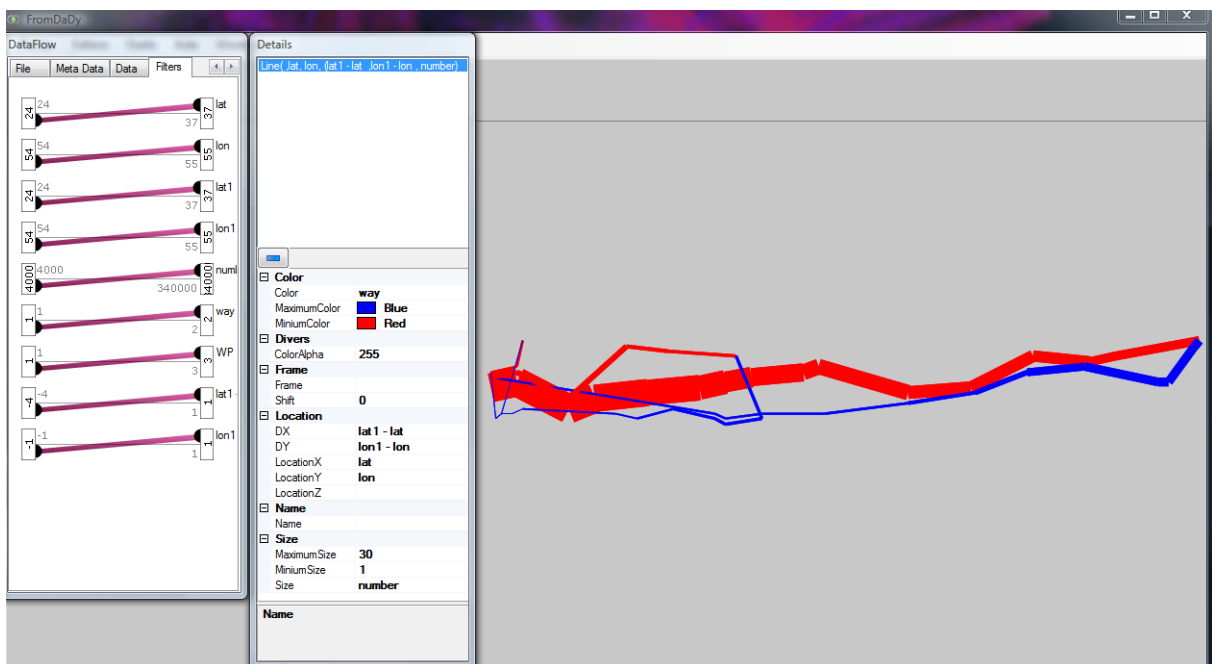 FromDaDy
DataFlow
File
Meta Data
Data
Filters
24
24
37
37
lat
54
54
55
55
lon
24
24
37
37
lat1
54
54
55
55
lon1
4000
4000
340000
numl
1
1
2
2
way
1
1
3
3
WP
-4
-4
1
1
lat1 -
-1
-1
1
1
lon1
Details
Line( ,lat, lon, (lat1 - lat ,lon1 - lon , number)
Color
Color way
MaximumColor Blue
MiniumColor Red
Divers
ColorAlpha 255
Frame
Frame
Shift 0
Location
DX lat1 - lat
DY lon1 - lon
LocationX lat
LocationY lon
LocationZ
Name
Name
Size
MaximumSize 30
MiniumSize 1
Size number
Name